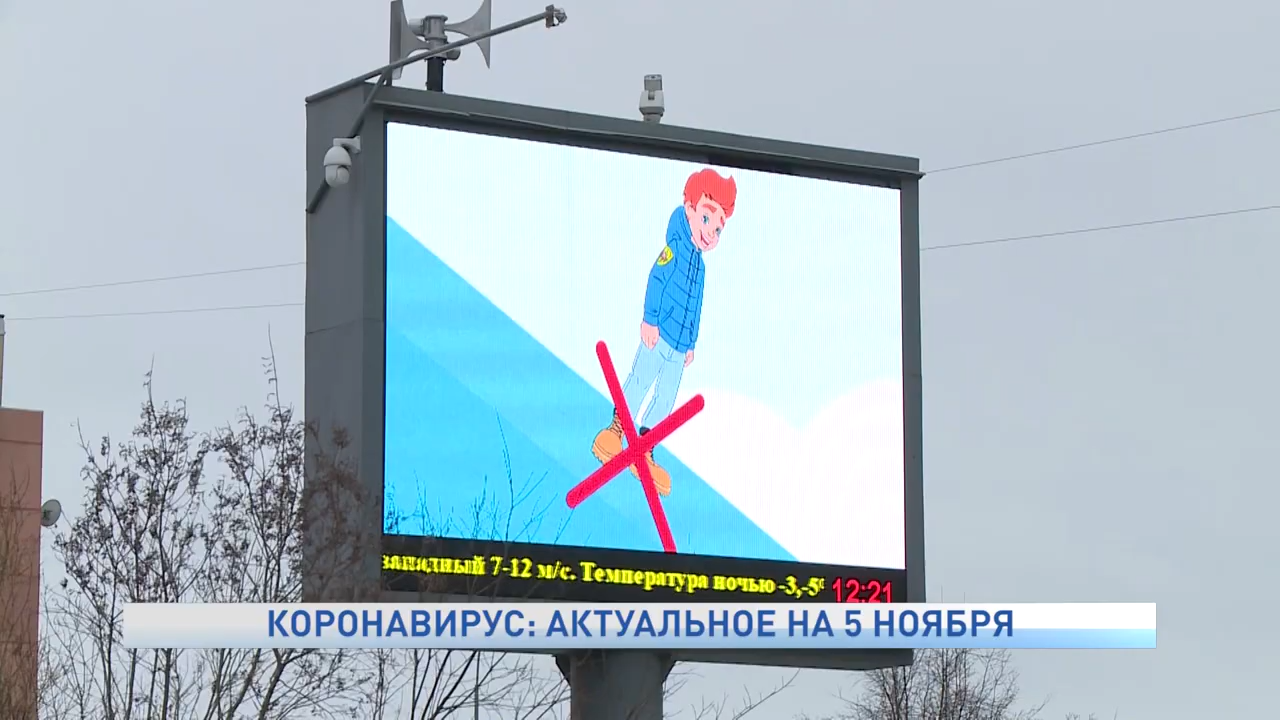 западный 7-12 м/с. Температура ночью -3,-5°
12:21
КОРОНАВИРУС: АКТУАЛЬНОЕ НА 5 НОЯБРЯ